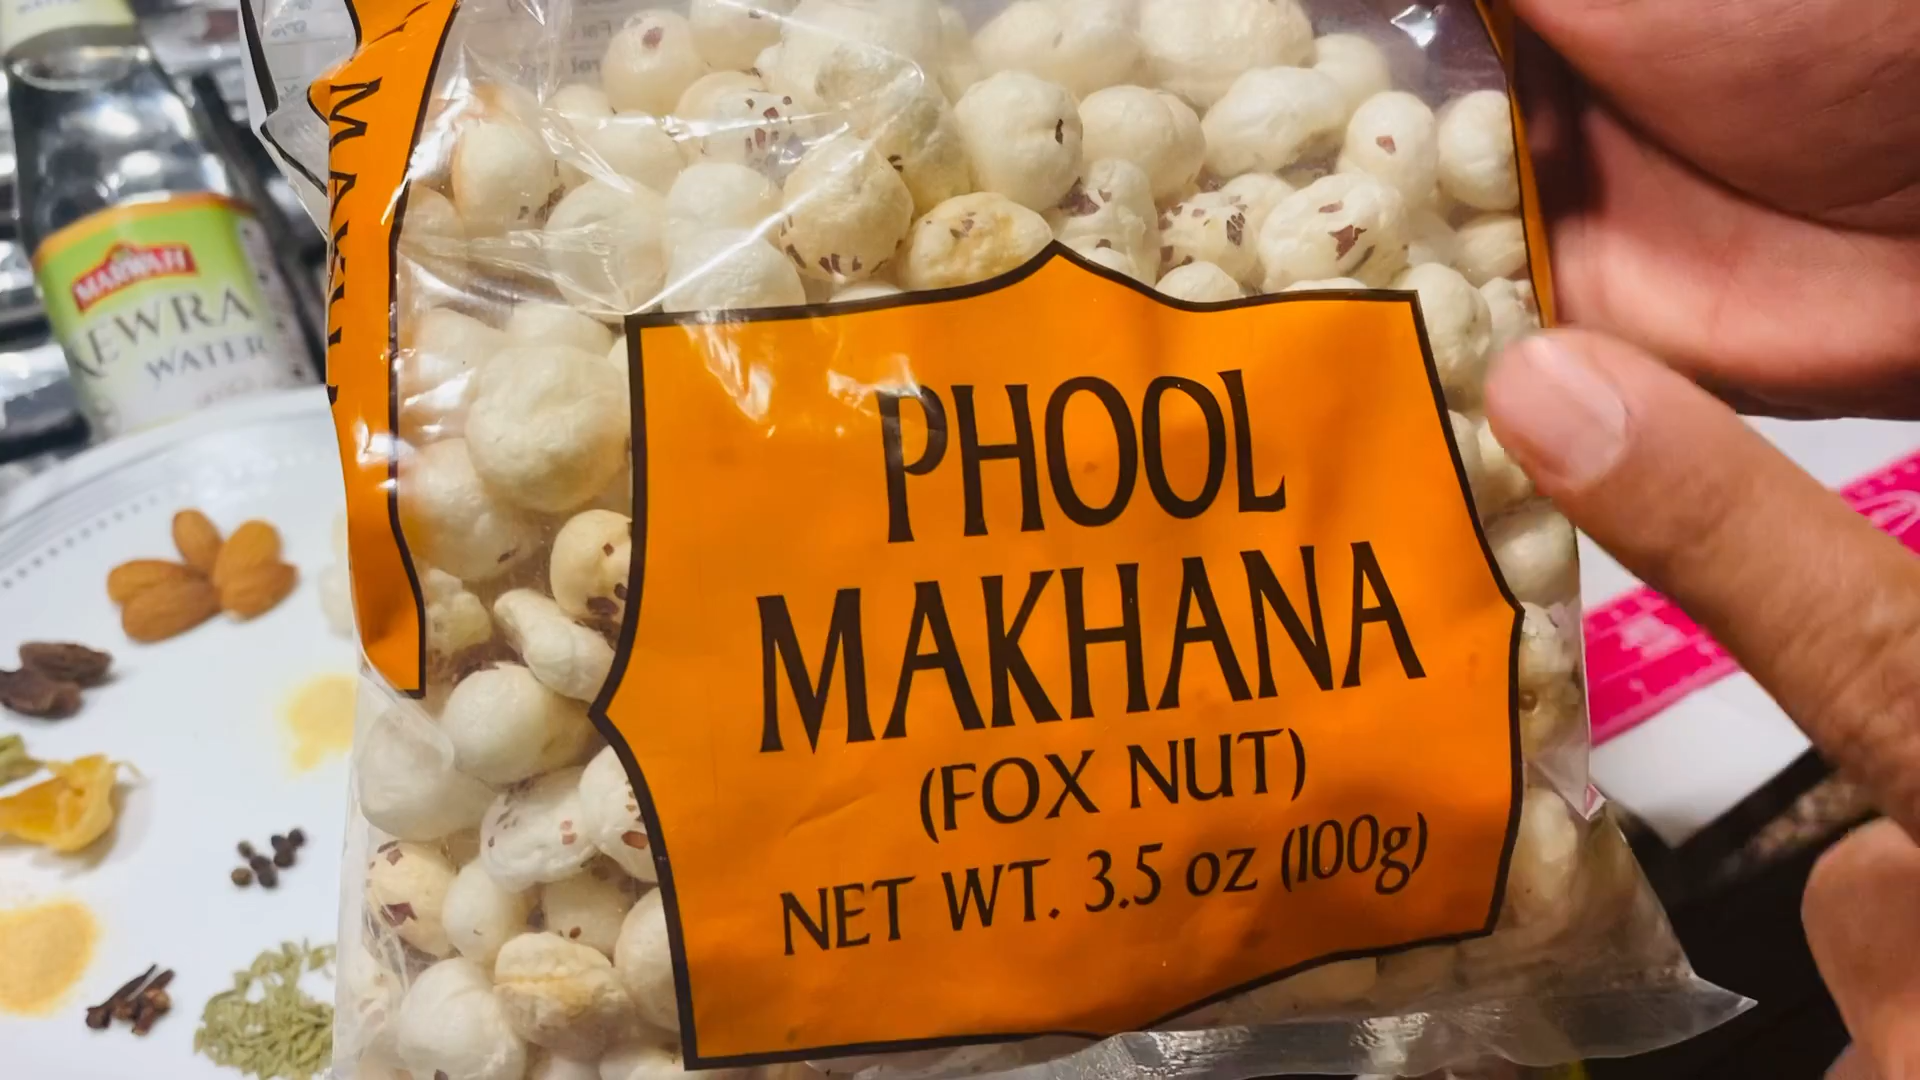 MARWAH
KEWRA
WATER
PHOOL
MAKHANA
(FOX NUT)
NET WT. 3.5 oz (100g)